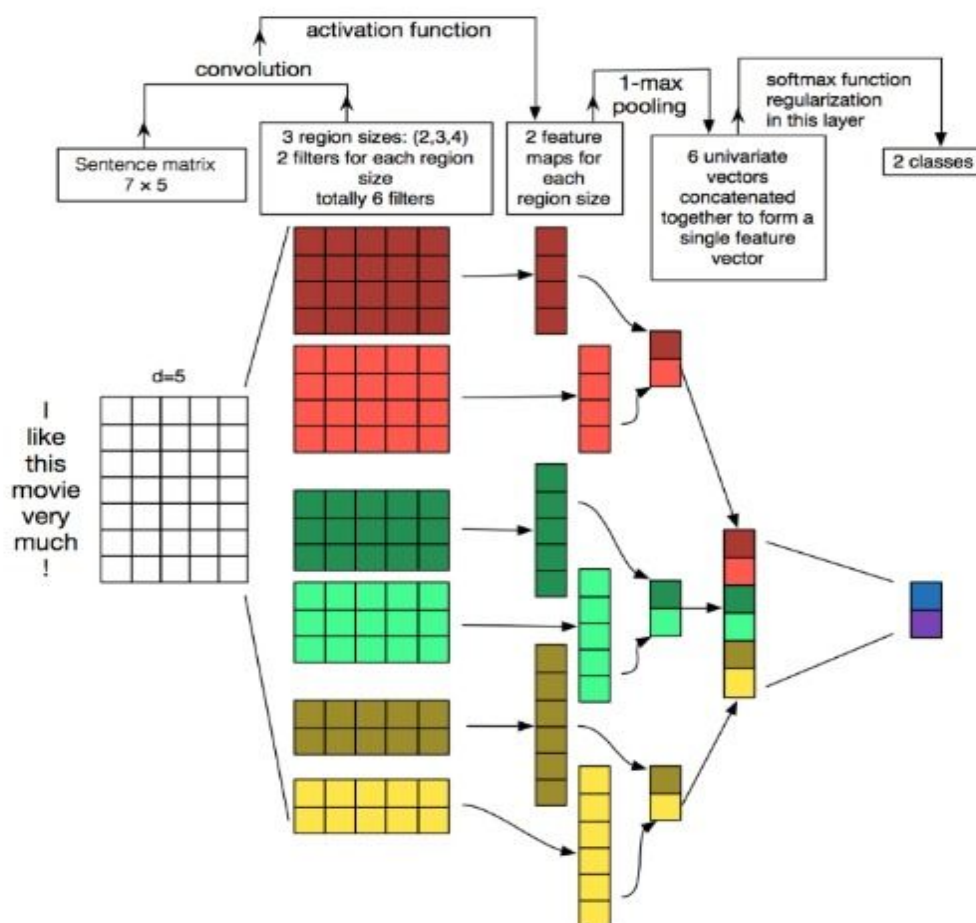 activation function
convolution
1-max
pooling
softmax function
regularization
in this layer
Sentence matrix
7 × 5
3 region sizes: (2,3,4)
2 filters for each region
size
totally 6 filters
2 feature
maps for
each
region size
6 univariate
vectors
concatenated
together to form a
single feature
vector
2 classes
d=5
I
like
this
movie
very
much
!